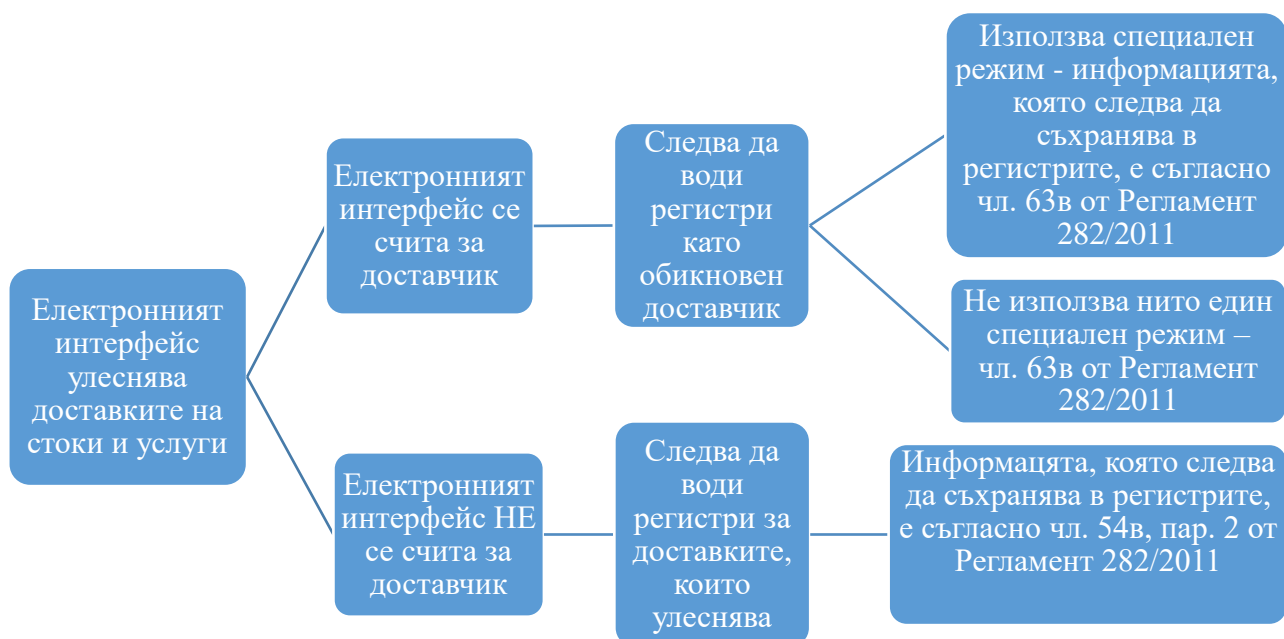 Електронният
интерфейс
улеснява
доставките на
стоки и услуги
Електронният
интерфейс се
счита за
доставчик
Следва да
води
регистри
като
обикновен
доставчик
Използва специален
режим - информацията,
която следва да
съхранява в
регистрите, е съгласно
чл. 63в от Регламент
282/2011
Не използва нито един
специален режим –
чл. 63в от Регламент
282/2011
Електронният
интерфейс НЕ
се счита за
доставчик
Следва да
води
регистри за
доставките,
които
улеснява
Информацята, която следва
да съхранява в регистрите,
е съгласно чл. 54в, пар. 2 от
Регламент 282/2011